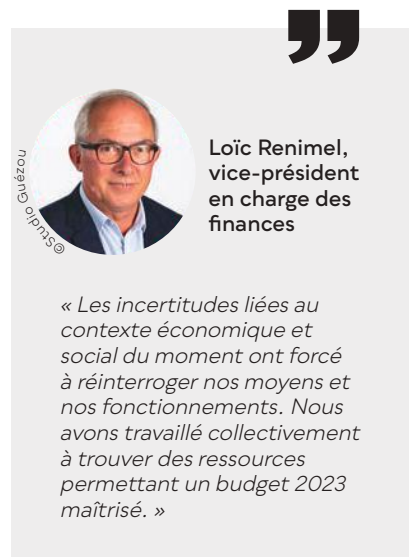 ©Studio Guézou
Loïc Renimel,
vice-président
en charge des
finances
« Les incertitudes liées au
contexte économique et
social du moment ont forcé
à réinterroger nos moyens et
nos fonctionnements. Nous
avons travaillé collectivement
à trouver des ressources
permettant un budget 2023
maîtrisé. »